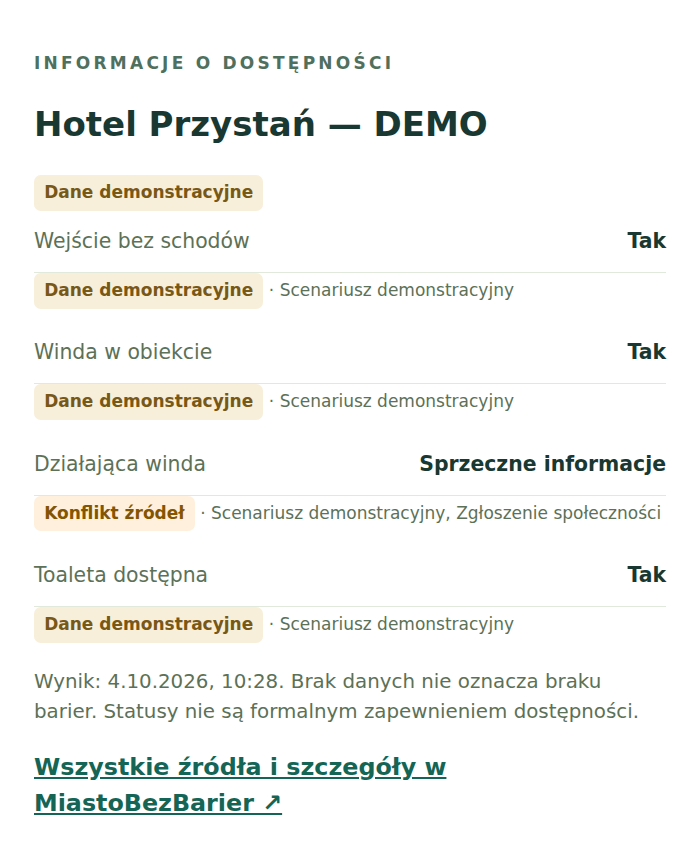 INFORMACJE O DOSTĘPNOŚCI
Hotel Przystań — DEMO
Dane demonstracyjne
Wejście bez schodów Tak
Dane demonstracyjne · Scenariusz demonstracyjny
Winda w obiekcie Tak
Dane demonstracyjne · Scenariusz demonstracyjny
Działająca winda Sprzeczne informacje
Konflikt źródeł · Scenariusz demonstracyjny, Zgłoszenie społeczności
Toaleta dostępna Tak
Dane demonstracyjne · Scenariusz demonstracyjny
Wynik: 4.10.2026, 10:28. Brak danych nie oznacza braku
barier. Statusy nie są formalnym zapewnieniem dostępności.
Wszystkie źródła i szczegóły w
MiastoBezBarier ↗